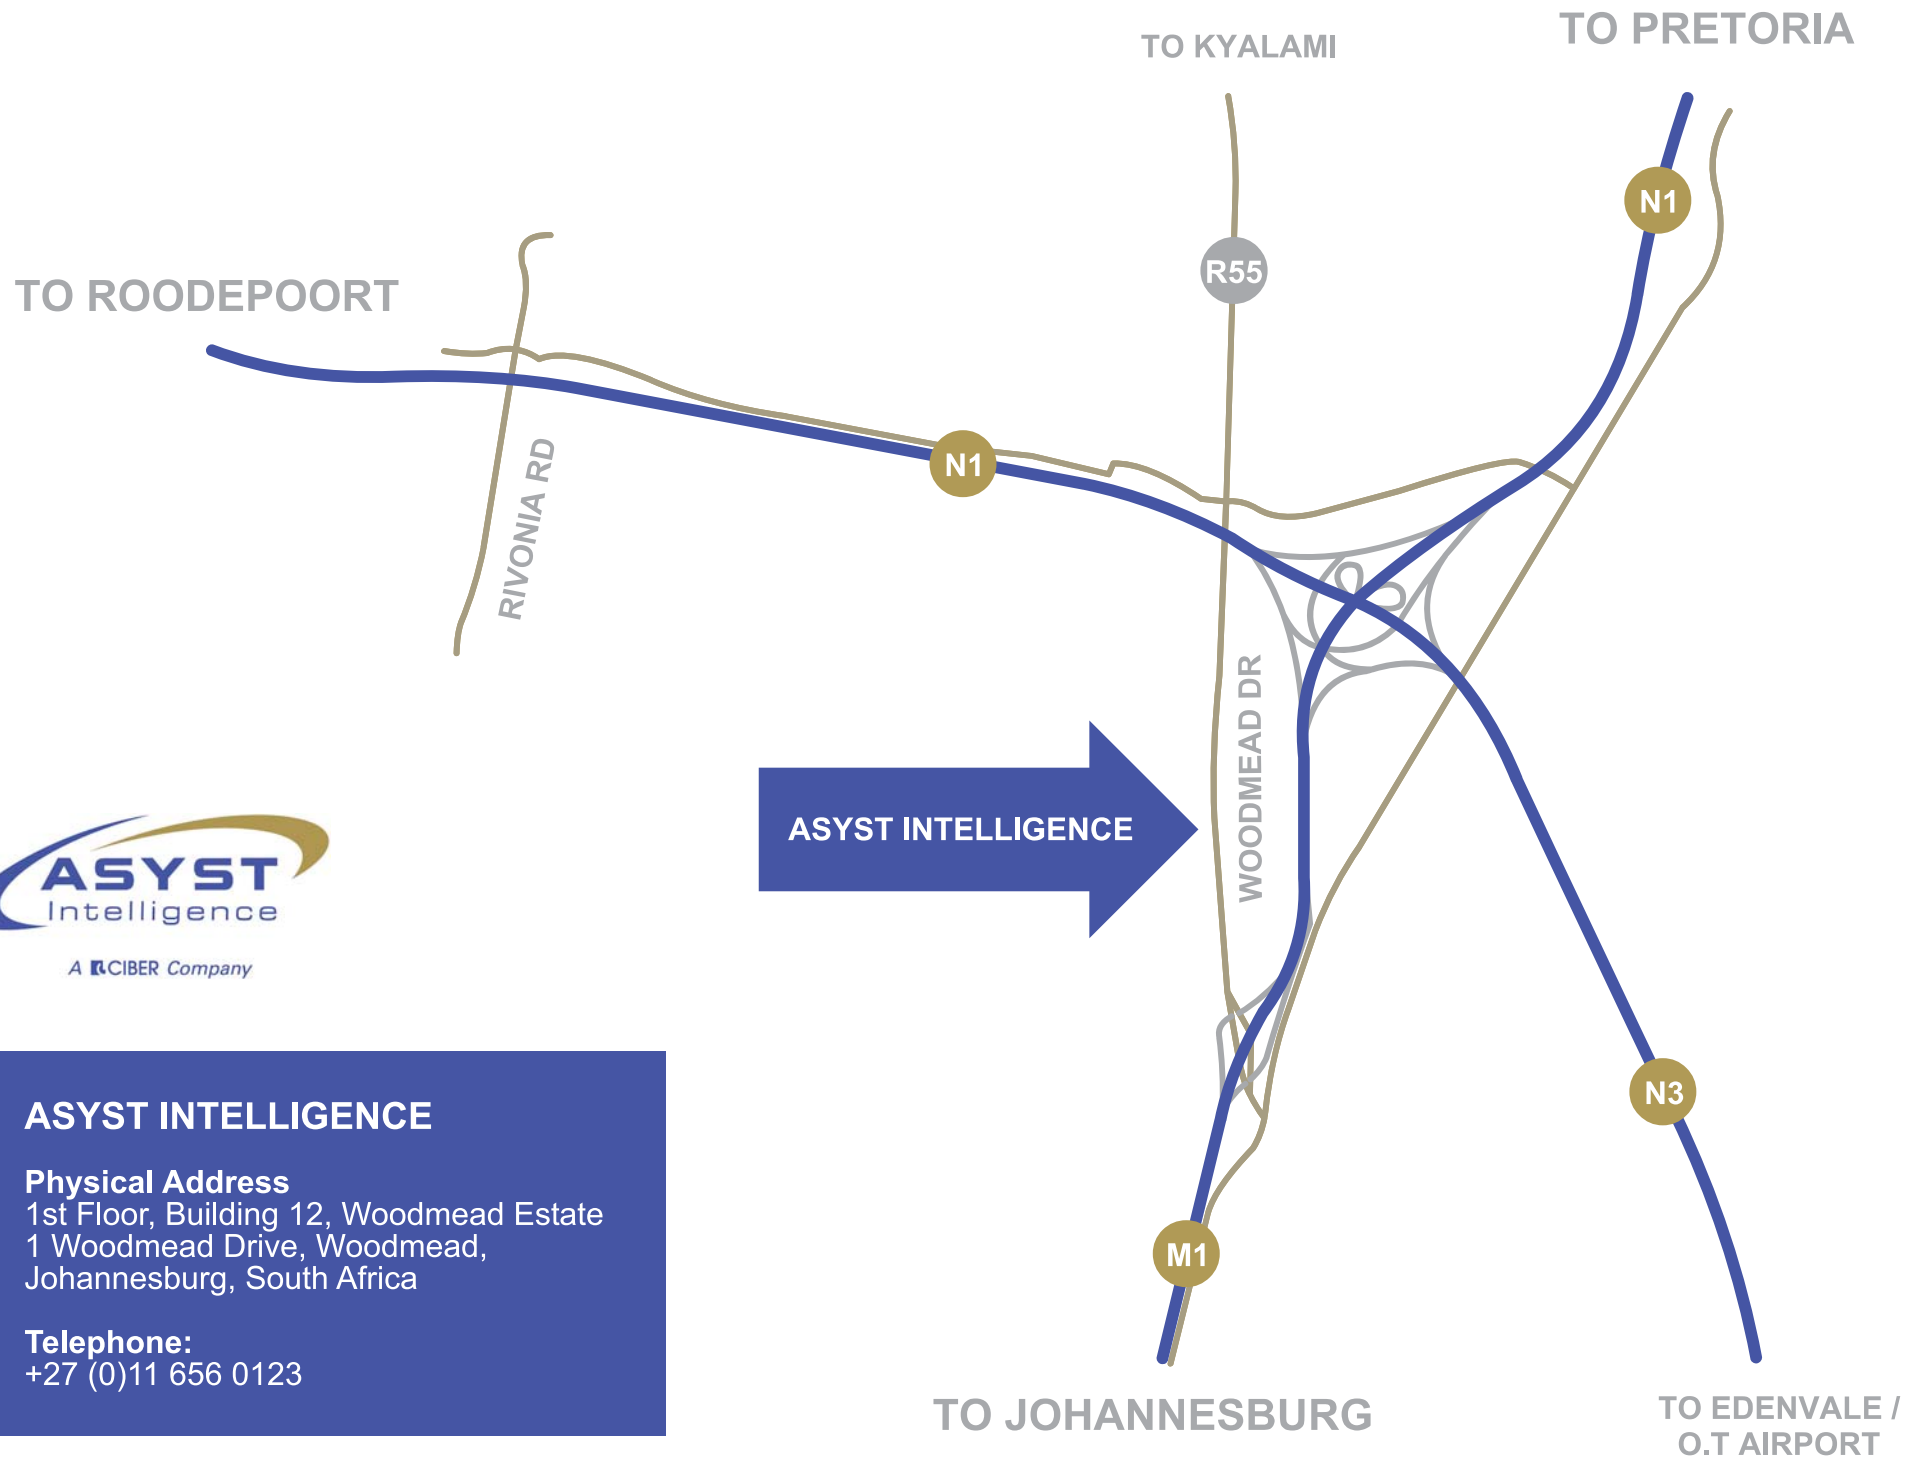 TO KYALAMI
TO PRETORIA
N1
R55
TO ROODEPOORT
N1
RIVONIA RD
WOODMEAD DR
ASYST INTELLIGENCE
ASYST
Intelligence
A CIBER Company
N3
ASYST INTELLIGENCE
Physical Address
1st Floor, Building 12, Woodmead Estate
1 Woodmead Drive, Woodmead,
Johannesburg, South Africa
Telephone:
+27 (0)11 656 0123
M1
TO JOHANNESBURG
TO EDENVALE /
O.T AIRPORT